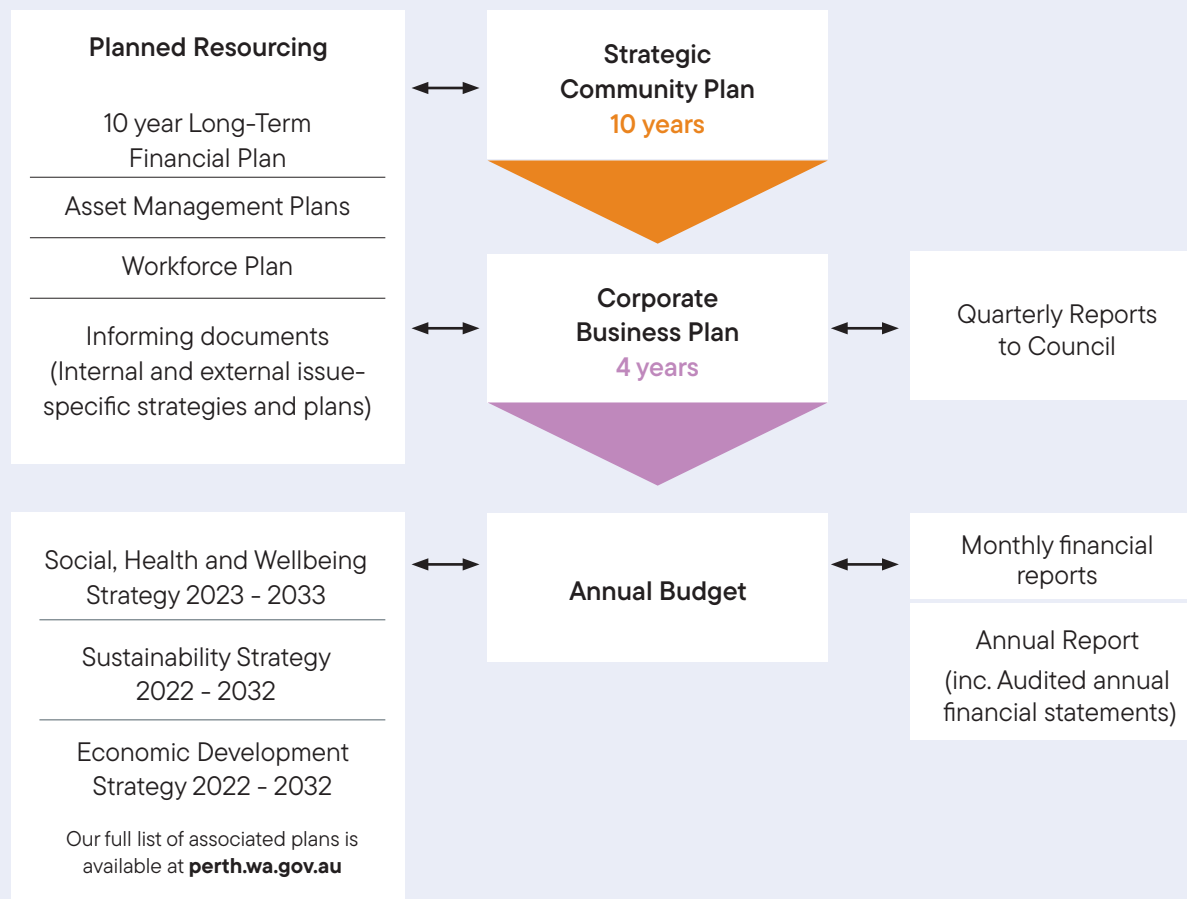 Planned Resourcing
10 year Long-Term
Financial Plan
Asset Management Plans
Workforce Plan
Informing documents
(Internal and external issue-
specific strategies and plans)
Strategic
Community Plan
10 years
Corporate
Business Plan
4 years
Quarterly Reports
to Council
Social, Health and Wellbeing
Strategy 2023 - 2033
Sustainability Strategy
2022 - 2032
Economic Development
Strategy 2022 - 2032
Our full list of associated plans is
available at perth.wa.gov.au
Annual Budget
Monthly financial
reports
Annual Report
(inc. Audited annual
financial statements)